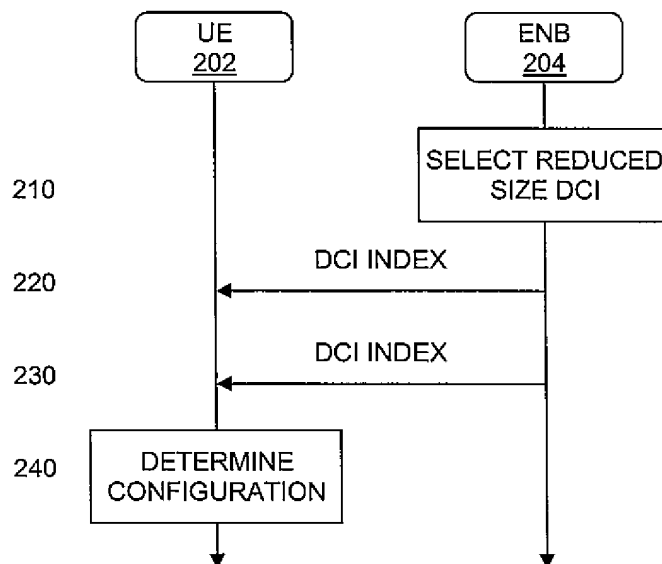 UE
202
ENB
204
SELECT REDUCED
SIZE DCI
210
DCI INDEX
220
DCI INDEX
230
DETERMINE
CONFIGURATION
240